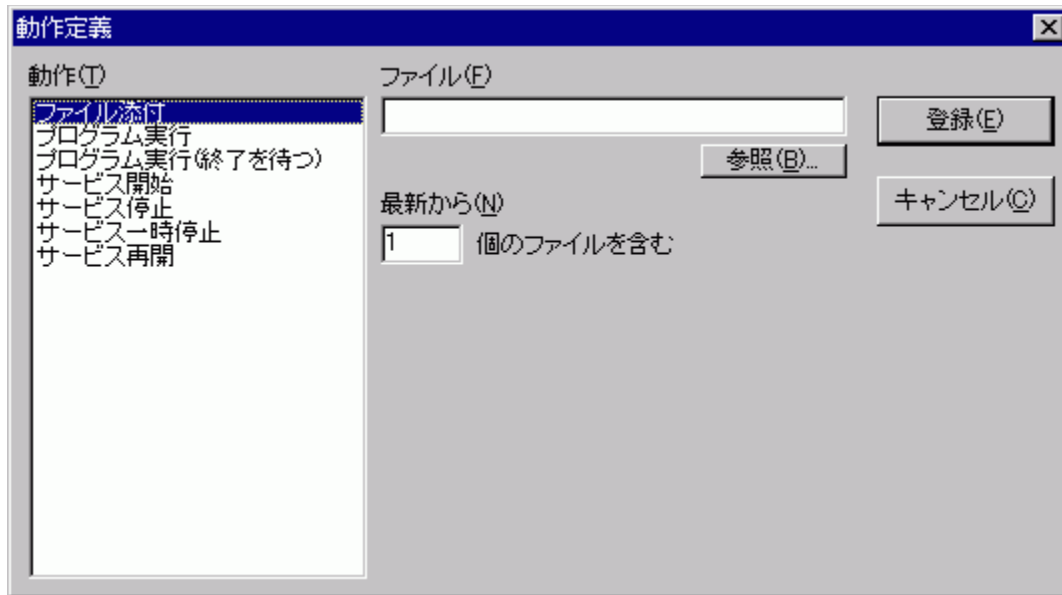 動作定義
動作(T)
ファイル添付
プログラム実行
プログラム実行(終了を待つ)
サービス開始
サービス停止
サービス一時停止
サービス再開
ファイル(F)
参照(B)...
最新から(N)
1 個のファイルを含む
登録(E)
キャンセル(C)